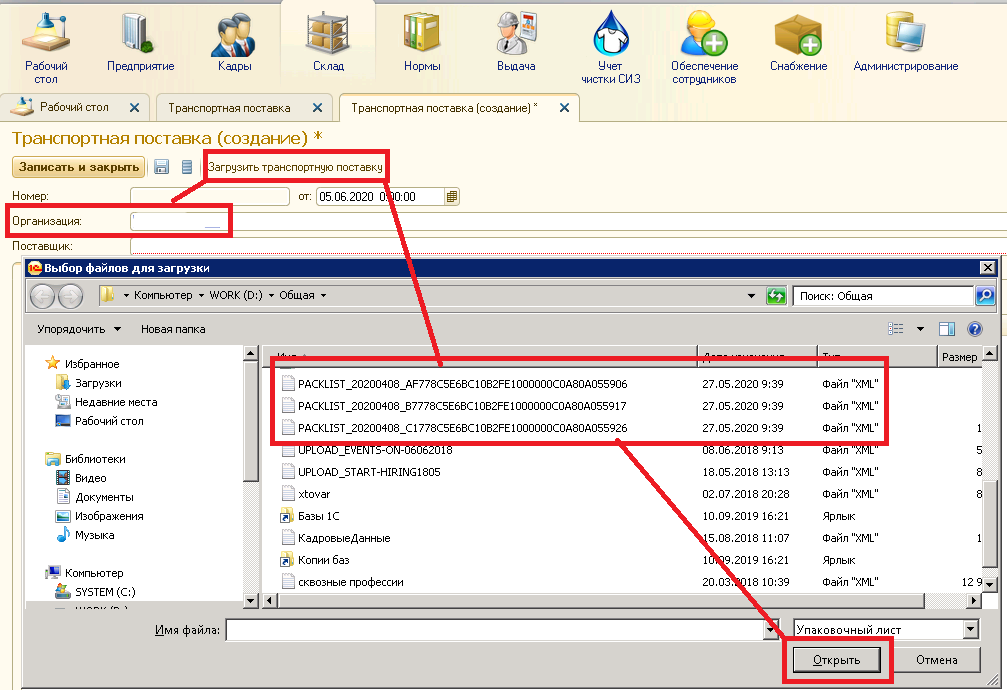 Рабочий стол
Предприятие
Кадры
Склад
Нормы
Выдача
Учет чистки СИЗ
Обеспечение сотрудников
Снабжение
Администрирование
Рабочий стол
Транспортная поставка
Транспортная поставка (создание) *
Транспортная поставка (создание) *
Записать и закрыть
Загрузить транспортную поставку
Номер:
от: 05.06.2020 0:00:00
Организация:
Поставщик:
Выбор файлов для загрузки
Компьютер WORK (D:) Общая
Поиск: Общая
Упорядочить Новая папка
Имя Дата изменения Тип Размер
Избранное
Загрузки
Недавние места
Рабочий стол
Библиотеки
Видео
Документы
Изображения
Музыка
Компьютер
SYSTEM (C:)
WORK (D:)
PACKLIST_20200408_AF778C5E6BC10B2FE1000000C0A80A055906 27.05.2020 9:39 Файл "XML"
PACKLIST_20200408_B7778C5E6BC10B2FE1000000C0A80A055917 27.05.2020 9:39 Файл "XML"
PACKLIST_20200408_C1778C5E6BC10B2FE1000000C0A80A055926 27.05.2020 9:39 Файл "XML" 1
UPLOAD_EVENTS-ON-06062018 08.06.2018 9:13 Файл "XML" 5
UPLOAD_START-HIRING1805 18.05.2018 13:13 Файл "XML" 8
xtovar 02.07.2018 20:28 Файл "XML" 8
Базы 1С 10.09.2019 16:21 Ярлык
КадровыеДанные 15.08.2018 11:07 Файл "XML" 1
Копии баз 10.09.2019 16:21 Ярлык
сквозные профессии 20.03.2018 10:39 Файл "XML" 12 9
Имя файла:
Упаковочный лист
Открыть
Отмена